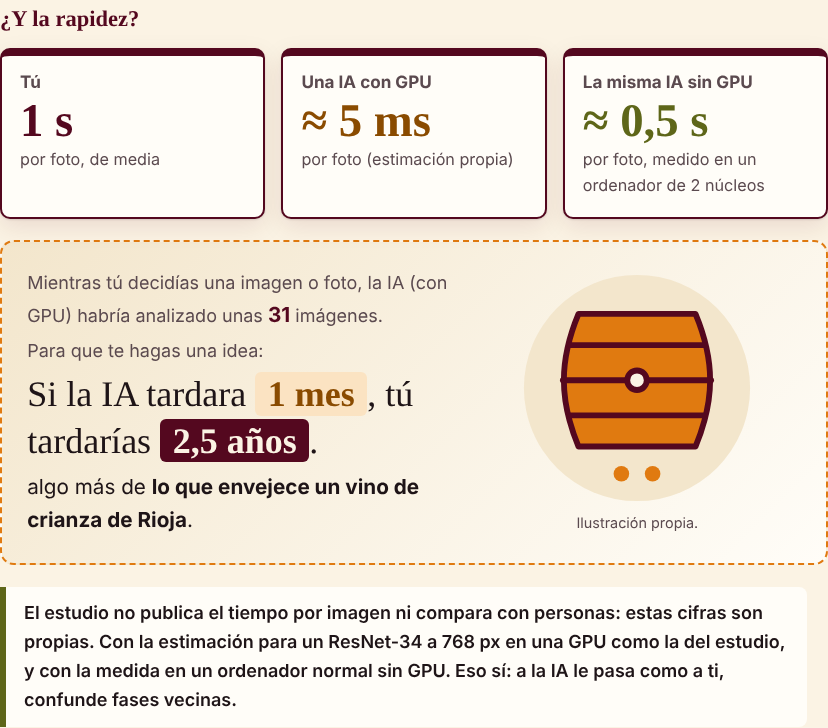 ¿Y la rapidez?
Tú
1 s
por foto, de media
Una IA con GPU
≈ 5 ms
por foto (estimación propia)
La misma IA sin GPU
≈ 0,5 s
por foto, medido en un
ordenador de 2 núcleos
Mientras tú decidías una imagen o foto, la IA (con
GPU) habría analizado unas 31 imágenes.
Para que te hagas una idea:
Si la IA tardara 1 mes, tú
tardarías 2,5 años.
algo más de lo que envejece un vino de
crianza de Rioja.
Ilustración propia.
El estudio no publica el tiempo por imagen ni compara con personas: estas cifras son
propias. Con la estimación para un ResNet-34 a 768 px en una GPU como la del estudio,
y con la medida en un ordenador normal sin GPU. Eso sí: a la IA le pasa como a ti,
confunde fases vecinas.